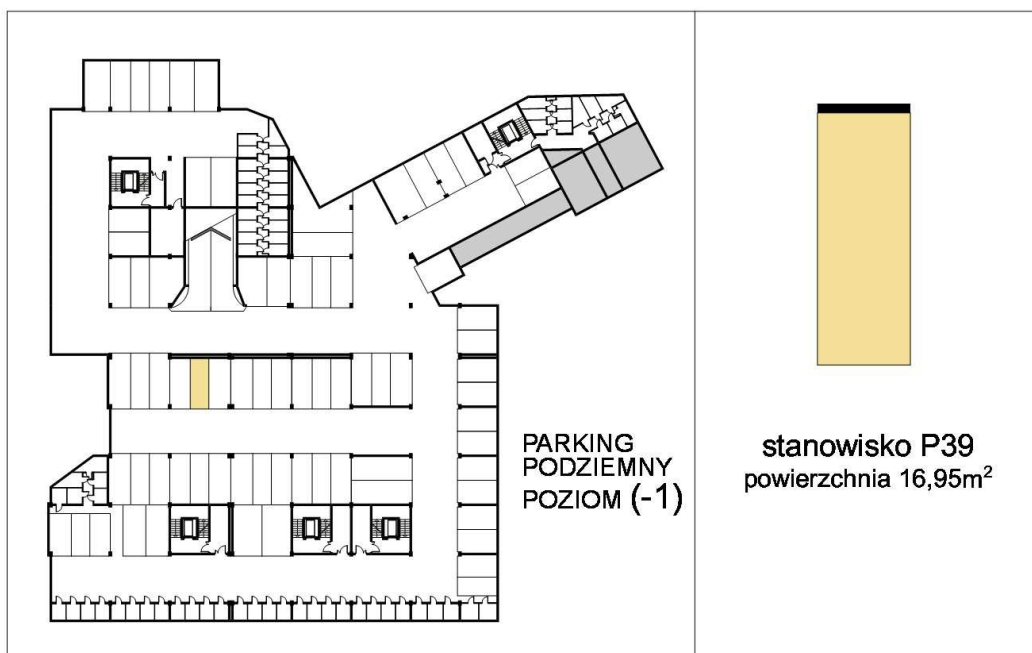 PARKING
PODZIEMNY
POZIOM (-1)
stanowisko P39
powierzchnia 16,95m²